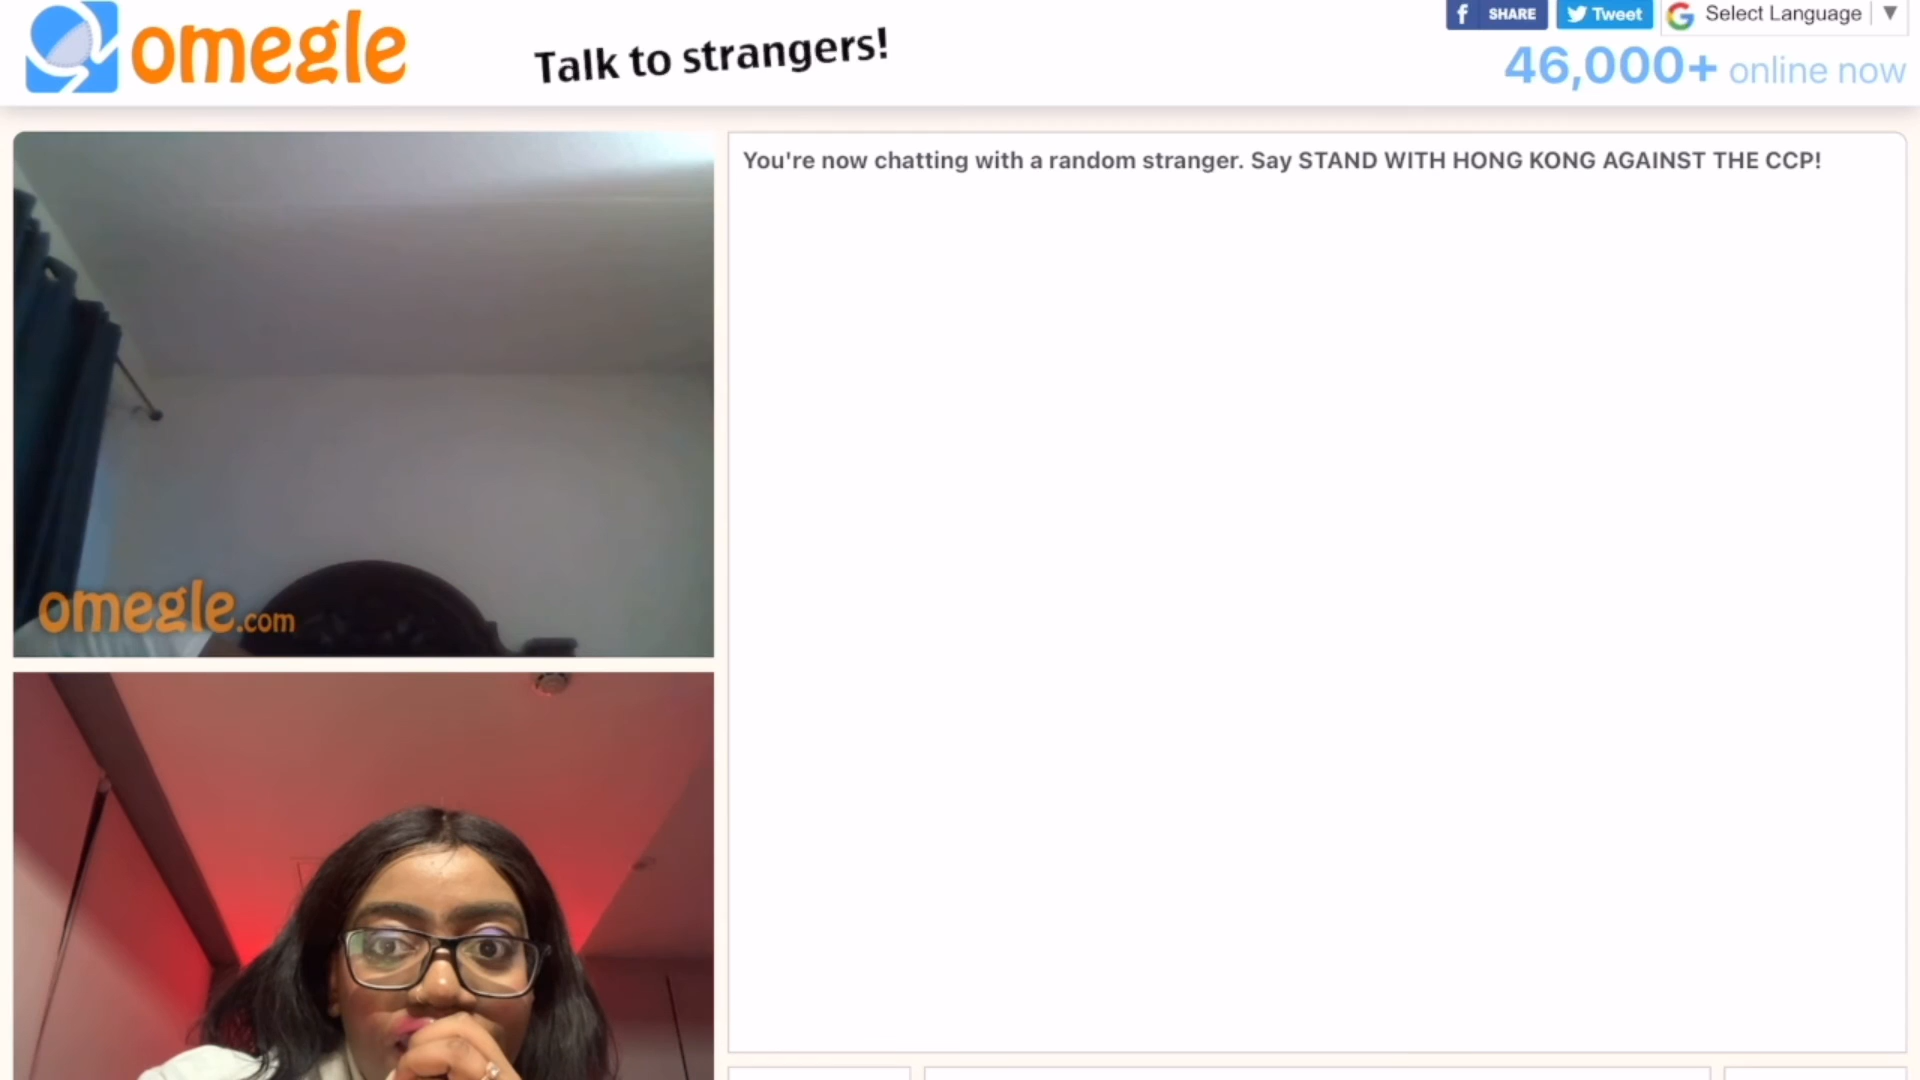 omegle
Talk to strangers!
f SHARE
Tweet
G Select Language ▼
46,000+ online now
You're now chatting with a random stranger. Say STAND WITH HONG KONG AGAINST THE CCP!
omegle.com